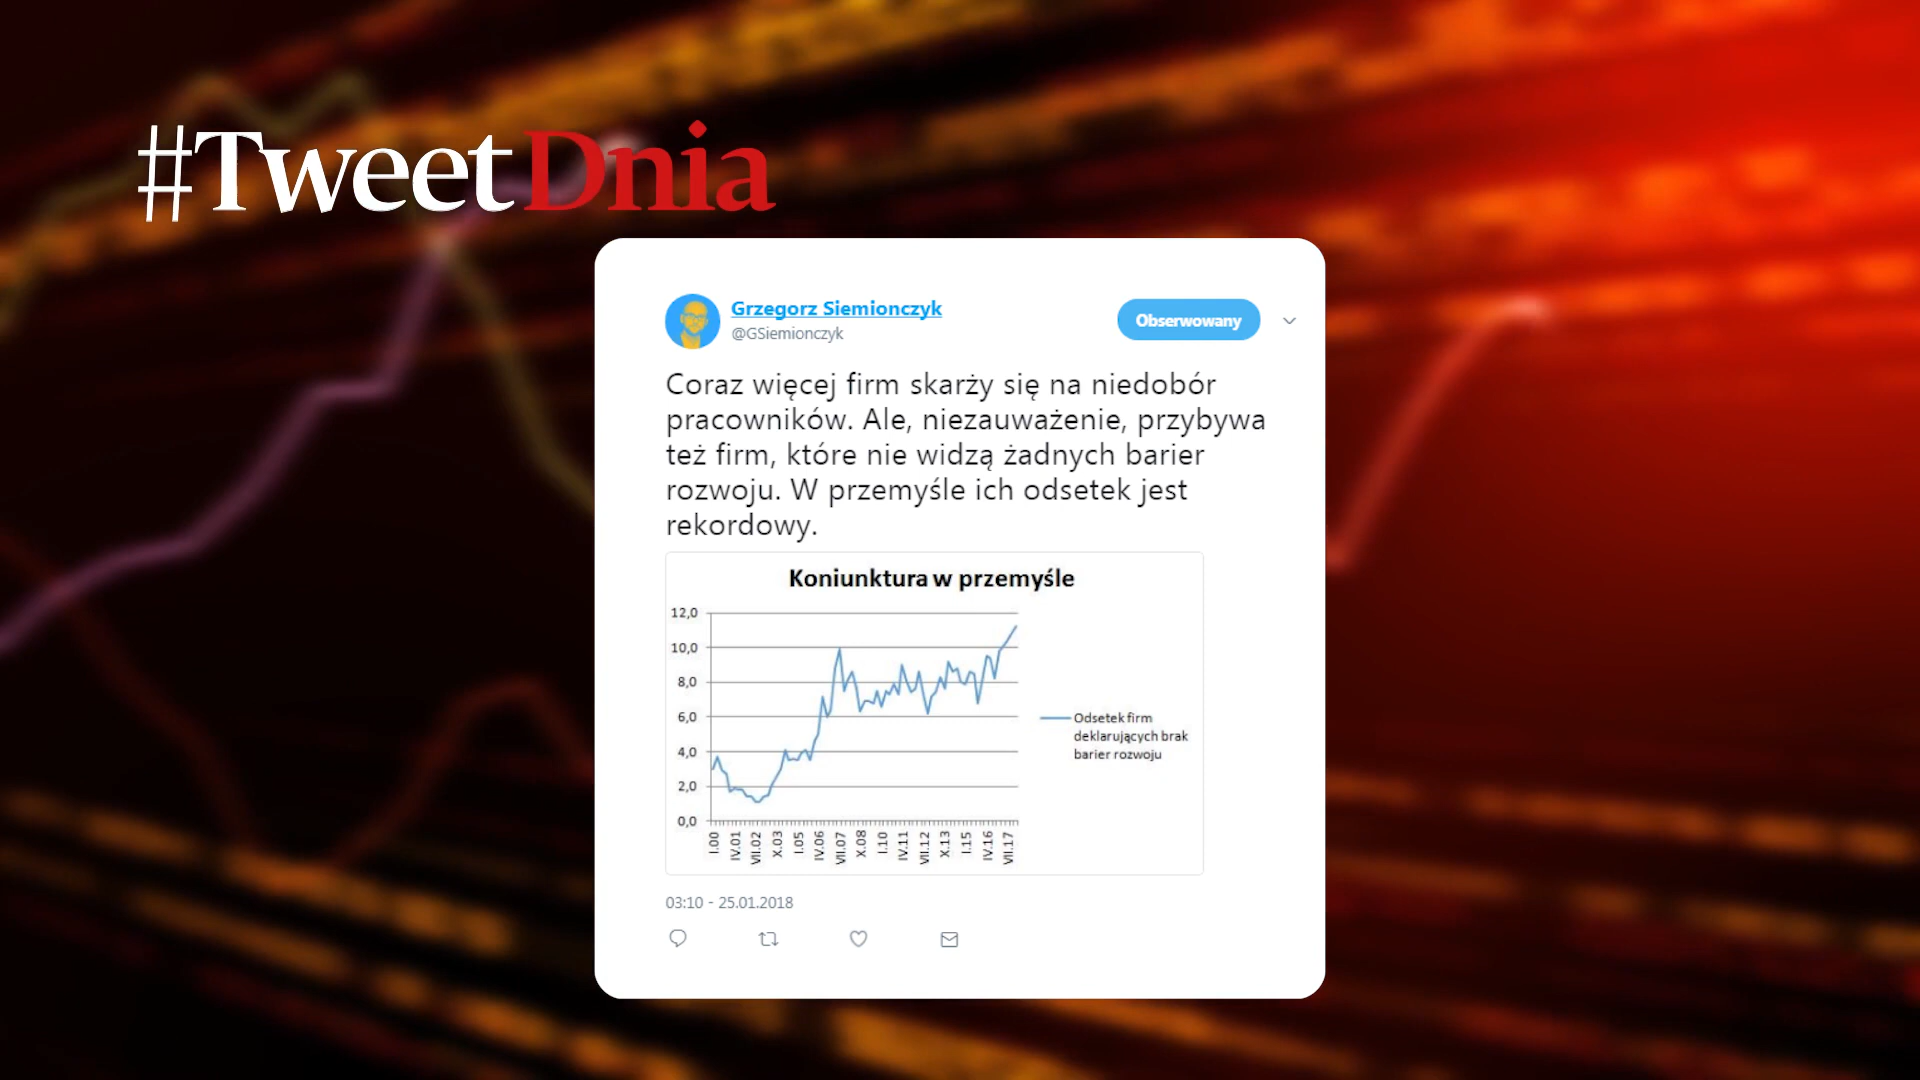 #TweetDnia
Grzegorz Siemionczyk
@GSiemionczyk
Obserwowany
Coraz więcej firm skarży się na niedobór
pracowników. Ale, niezauważenie, przybywa
też firm, które nie widzą żadnych barier
rozwoju. W przemyśle ich odsetek jest
rekordowy.
Koniunktura w przemyśle
12,0
10,0
8,0
6,0
4,0
2,0
0,0
I.00
IV.01
VII.02
X.03
I.05
IV.06
VII.07
X.08
I.10
IV.11
VII.12
X.13
I.15
IV.16
VII.17
Odsetek firm
deklarujących brak
barier rozwoju
03:10 - 25.01.2018